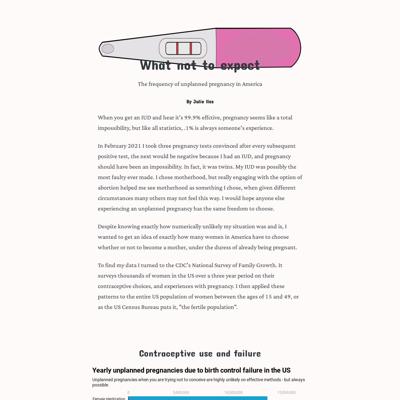 What not to expect
The frequency of unplanned pregnancy in America
By Julie Ilas
When you get an IUD and hear it's 99.9% effctive, pregnancy seems like a total
impossibility, but like all statistics, .1% is always someone's experience.
In February 2021 I took three pregnancy tests convinced after every subsequent
positive test, the next would be negative because I had an IUD, and pregnancy
should have been an impossibility. In fact, it was twins. My IUD was possibly the
most faulty ever made. I chose motherhood, but really engaging with the option of
abortion helped me see motherhood as something I chose, when given different
circumstances many others may not feel this way. I would hope anyone else
experiencing an unplanned pregnancy has the same freedom to choose.
Despite knowing exactly how numerically unlikely my situation was and is, I
wanted to get an idea of exactly how many women in America have to choose
whether or not to become a mother, under the duress of already being pregnant.
To find my data I turned to the CDC's National Survey of Family Growth. It
surveys thousands of women in the US over a three year period on their
contraceptive choices, and experiences with pregnancy. I then applied these
patterns to the entire US population of women between the ages of 15 and 49, or
as the US Census Bureau puts it, "the fertile population".
Contraceptive use and failure
Yearly unplanned pregnancies due to birth control failure in the US
Unplanned pregnancies when you are trying not to conceive are highly unlikely on effective methods - but always
possible.
0 5,000,000 10,000,000 15,000,000